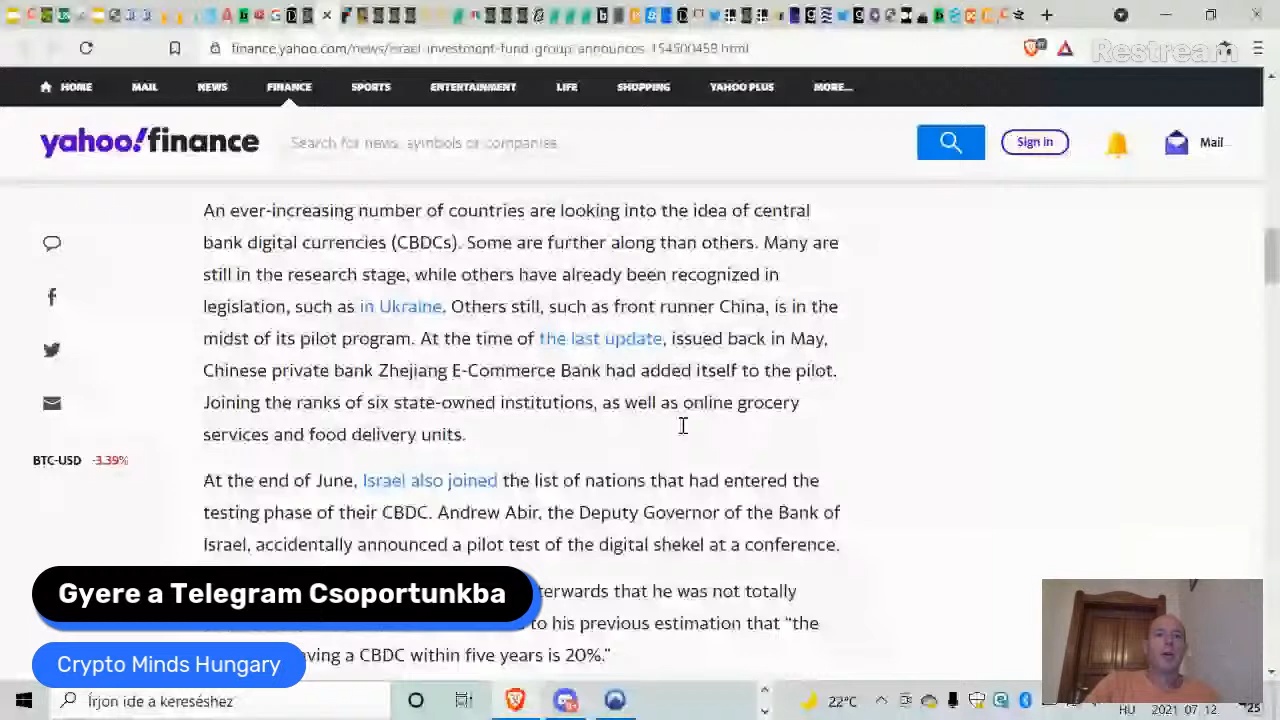 finance.yahoo.com/news/israel-investment-fund-group-announces-154500458.html
Restream
HOME MAIL NEWS FINANCE SPORTS ENTERTAINMENT LIFE SHOPPING YAHOO PLUS MORE...
yahoo!finance Search for news, symbols or companies Sign in Mail
An ever-increasing number of countries are looking into the idea of central
bank digital currencies (CBDCs). Some are further along than others. Many are
still in the research stage, while others have already been recognized in
legislation, such as in Ukraine. Others still, such as front runner China, is in the
midst of its pilot program. At the time of the last update, issued back in May,
Chinese private bank Zhejiang E-Commerce Bank had added itself to the pilot.
Joining the ranks of six state-owned institutions, as well as online grocery
services and food delivery units.
BTC-USD -3.39%
At the end of June, Israel also joined the list of nations that had entered the
testing phase of their CBDC. Andrew Abir, the Deputy Governor of the Bank of
Israel, accidentally announced a pilot test of the digital shekel at a conference.
terwards that he was not totally
to his previous estimation that “the
ving a CBDC within five years is 20%.”
Gyere a Telegram Csoportunkba
Crypto Minds Hungary
Írjon ide a kereséshez
22°C
HU 2021. 07. 12